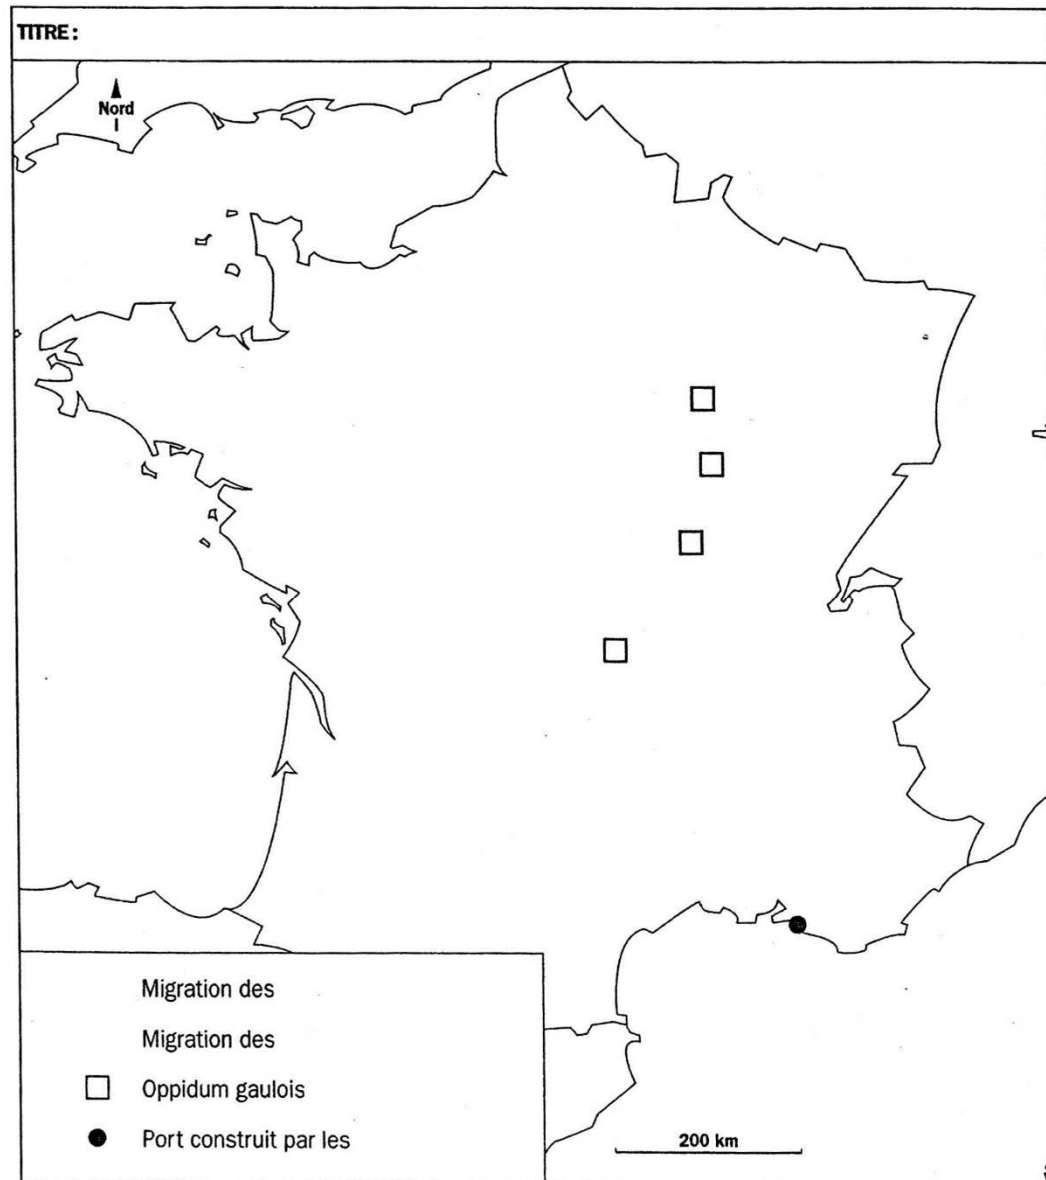 TITRE :
Nord
Migration des
Migration des
Oppidum gaulois
Port construit par les
200 km